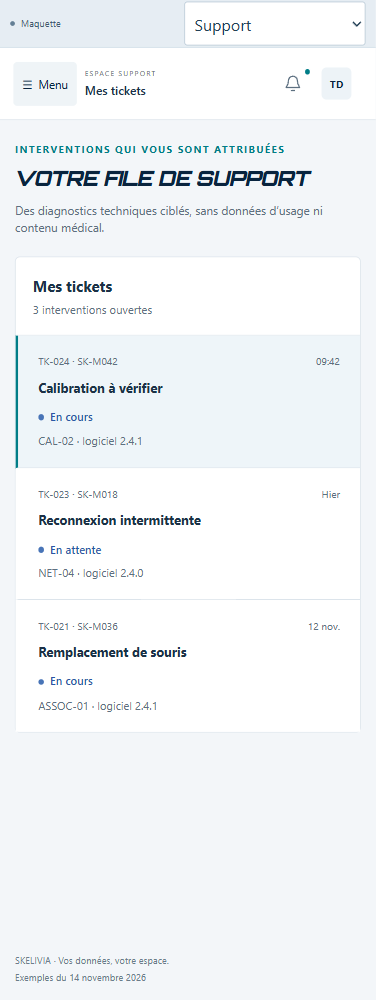 Maquette
Support
☰ Menu
ESPACE SUPPORT
Mes tickets
TD
INTERVENTIONS QUI VOUS SONT ATTRIBUÉES
VOTRE FILE DE SUPPORT
Des diagnostics techniques ciblés, sans données d'usage ni
contenu médical.
Mes tickets
3 interventions ouvertes
TK-024 · SK-M042
09:42
Calibration à vérifier
En cours
CAL-02 · logiciel 2.4.1
TK-023 · SK-M018
Hier
Reconnexion intermittente
En attente
NET-04 · logiciel 2.4.0
TK-021 · SK-M036
12 nov.
Remplacement de souris
En cours
ASSOC-01 · logiciel 2.4.1
SKELIVIA · Vos données, votre espace.
Exemples du 14 novembre 2026